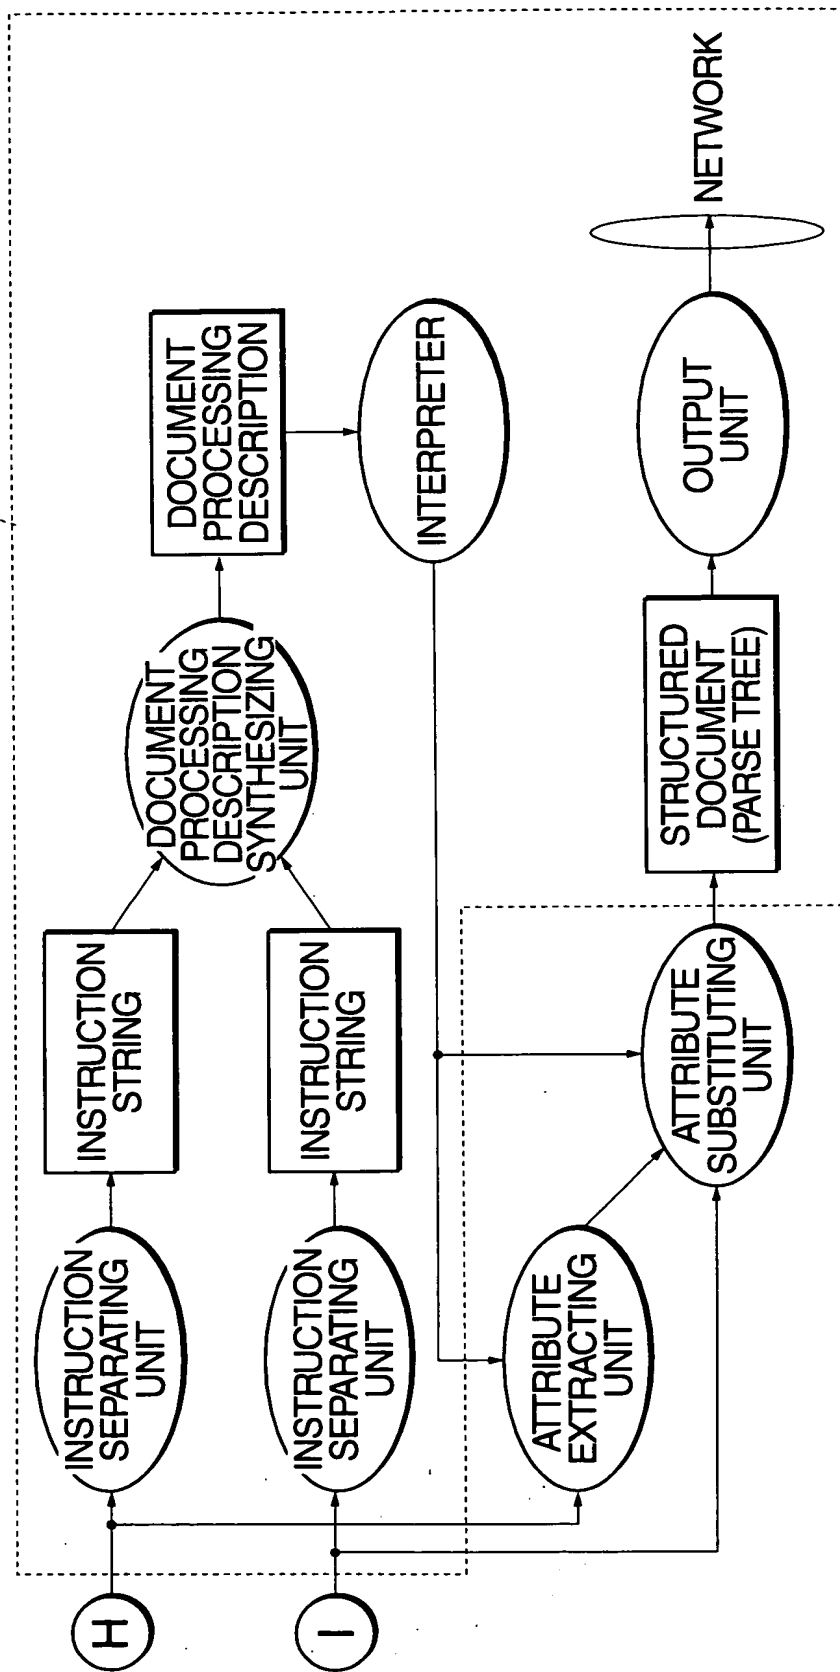 H
INSTRUCTION
SEPARATING
UNIT
INSTRUCTION
STRING
DOCUMENT
PROCESSING
DESCRIPTION
SYNTHESIZING
UNIT
DOCUMENT
PROCESSING
DESCRIPTION
I
INSTRUCTION
SEPARATING
UNIT
INSTRUCTION
STRING
INTERPRETER
ATTRIBUTE
EXTRACTING
UNIT
ATTRIBUTE
SUBSTITUTING
UNIT
STRUCTURED
DOCUMENT
(PARSE TREE)
OUTPUT
UNIT
NETWORK